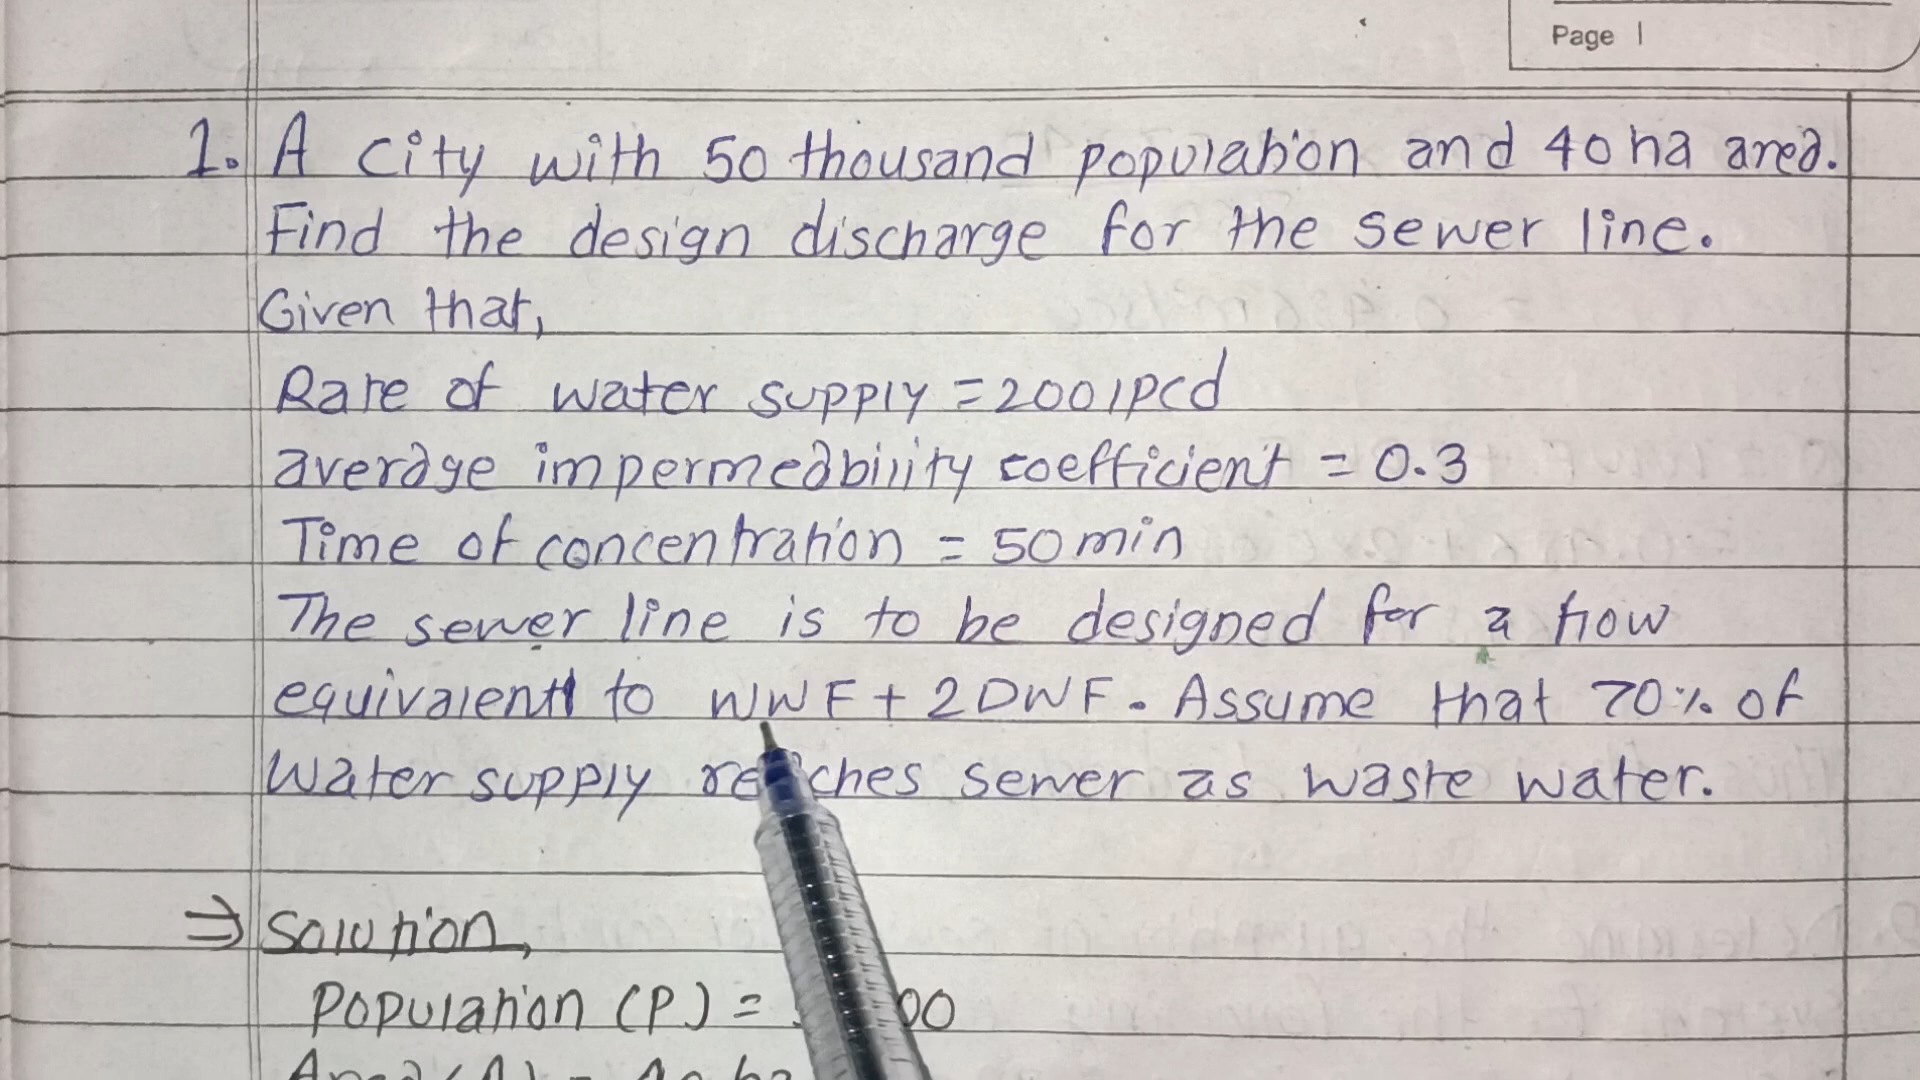 Page 1
1. A city with 50 thousand population and 40 ha area.
Find the design discharge for the sewer line.
Given that,
Rate of water supply = 200 lpcd
average impermeability coefficient = 0.3
Time of concentration = 50 min
The sewer line is to be designed for a flow
equivalent to WWF + 2DWF. Assume that 70% of
water supply reaches sewer as waste water.
⇒ Solution,
Population (P) =
Area (A) = 40 ha